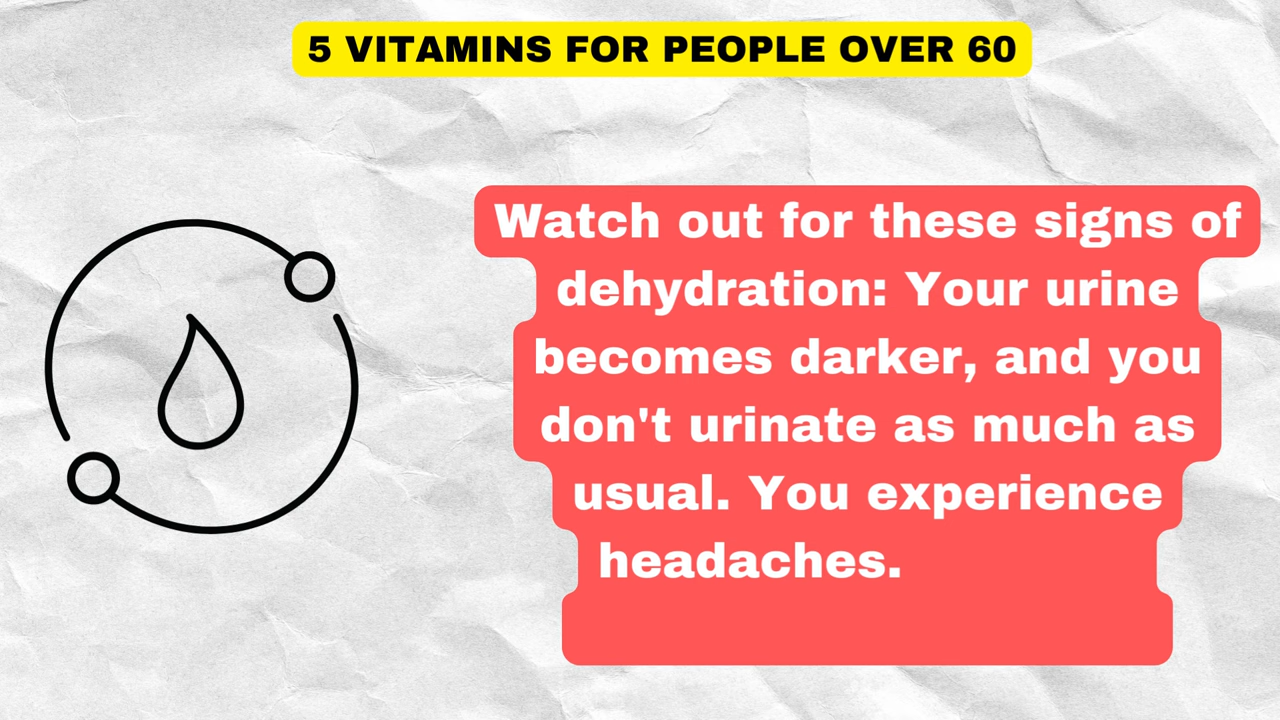 5 VITAMINS FOR PEOPLE OVER 60
Watch out for these signs of
dehydration: Your urine
becomes darker, and you
don't urinate as much as
usual. You experience
headaches.